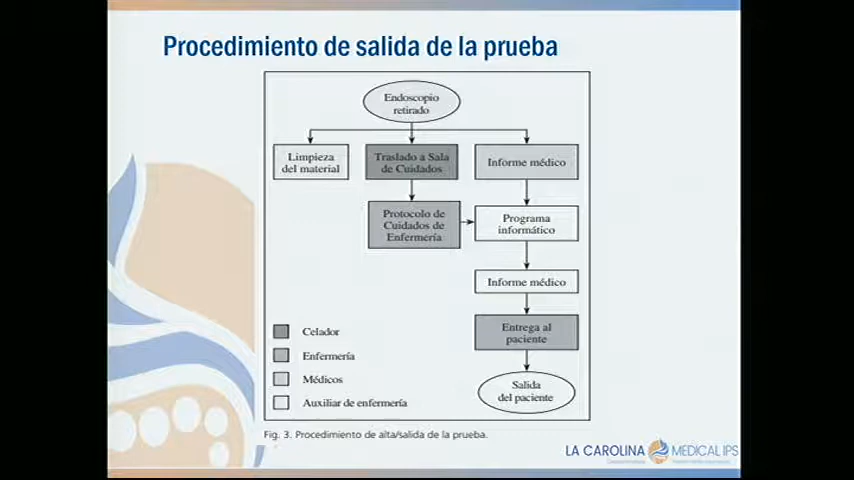 Procedimiento de salida de la prueba
Endoscopio
retirado
Limpieza
del material
Traslado a Sala
de Cuidados
Informe médico
Protocolo de
Cuidados de
Enfermería
Programa
informático
Informe médico
Entrega al
paciente
Salida
del paciente
Celador
Enfermería
Médicos
Auxiliar de enfermería
Fig. 3. Procedimiento de alta/salida de la prueba.
LA CAROLINA MEDICAL IPS